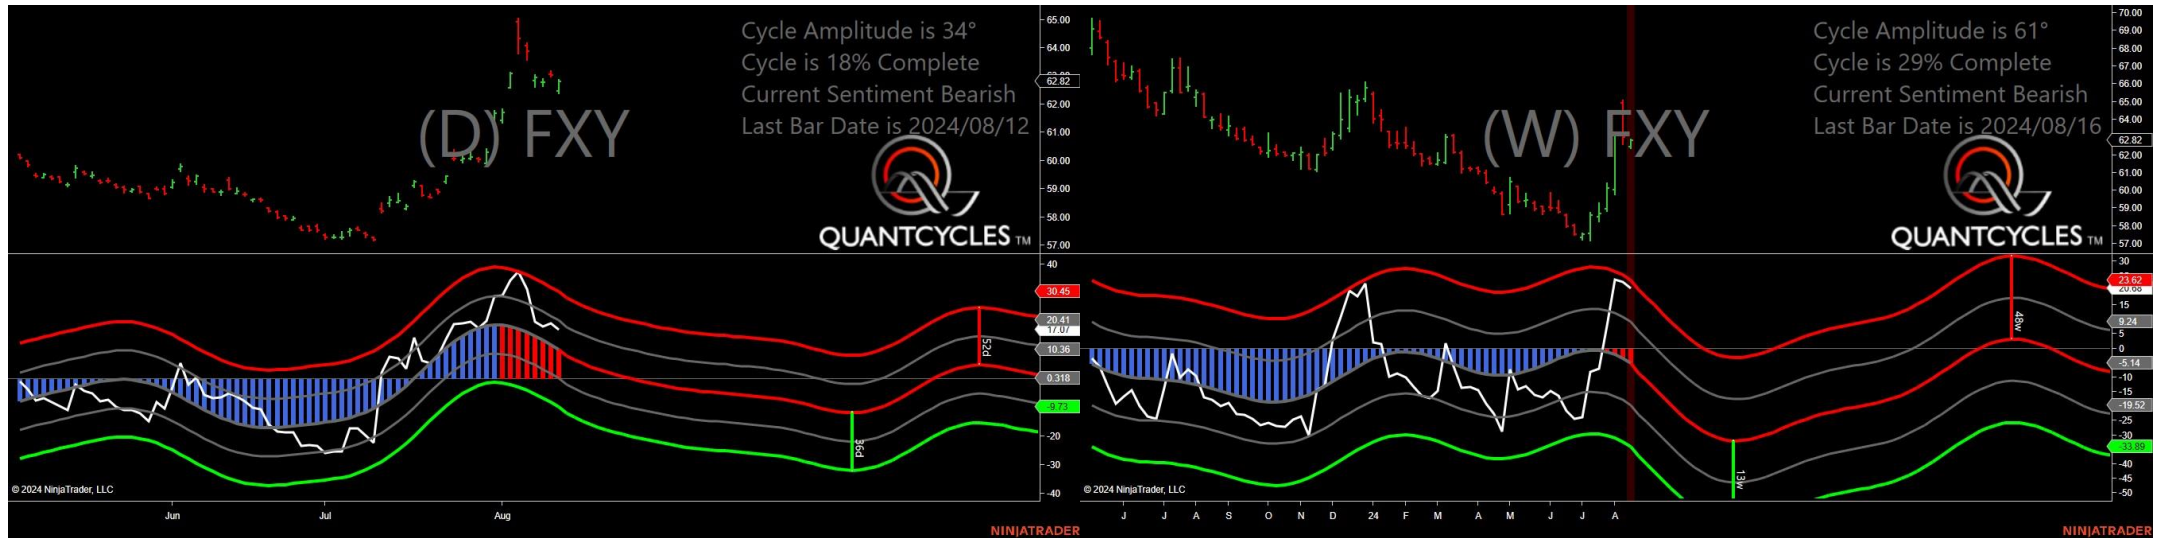 Cycle Amplitude is 34°
Cycle is 18% Complete
Current Sentiment Bearish
Last Bar Date is 2024/08/12
(D) FXY
QUANTCYCLES TM
65.00
64.00
62.82
62.00
61.00
60.00
59.00
58.00
57.00
40
30.45
20.41
17.07
10.36
0.318
-9.73
-20
-30
-40
52d
36d
© 2024 NinjaTrader, LLC
Jun Jul Aug
NINJATRADER
Cycle Amplitude is 61°
Cycle is 29% Complete
Current Sentiment Bearish
Last Bar Date is 2024/08/16
(W) FXY
QUANTCYCLES TM
70.00
68.00
67.00
66.00
65.00
64.00
62.82
62.00
61.00
60.00
59.00
58.00
57.00
30
23.62
20.68
15
9.24
5
0
-5.14
-10
-15
-19.52
-25
-30
-33.89
-40
-45
-50
48w
13w
© 2024 NinjaTrader, LLC
J J A S O N D 24 F M A M J J A
NINJATRADER